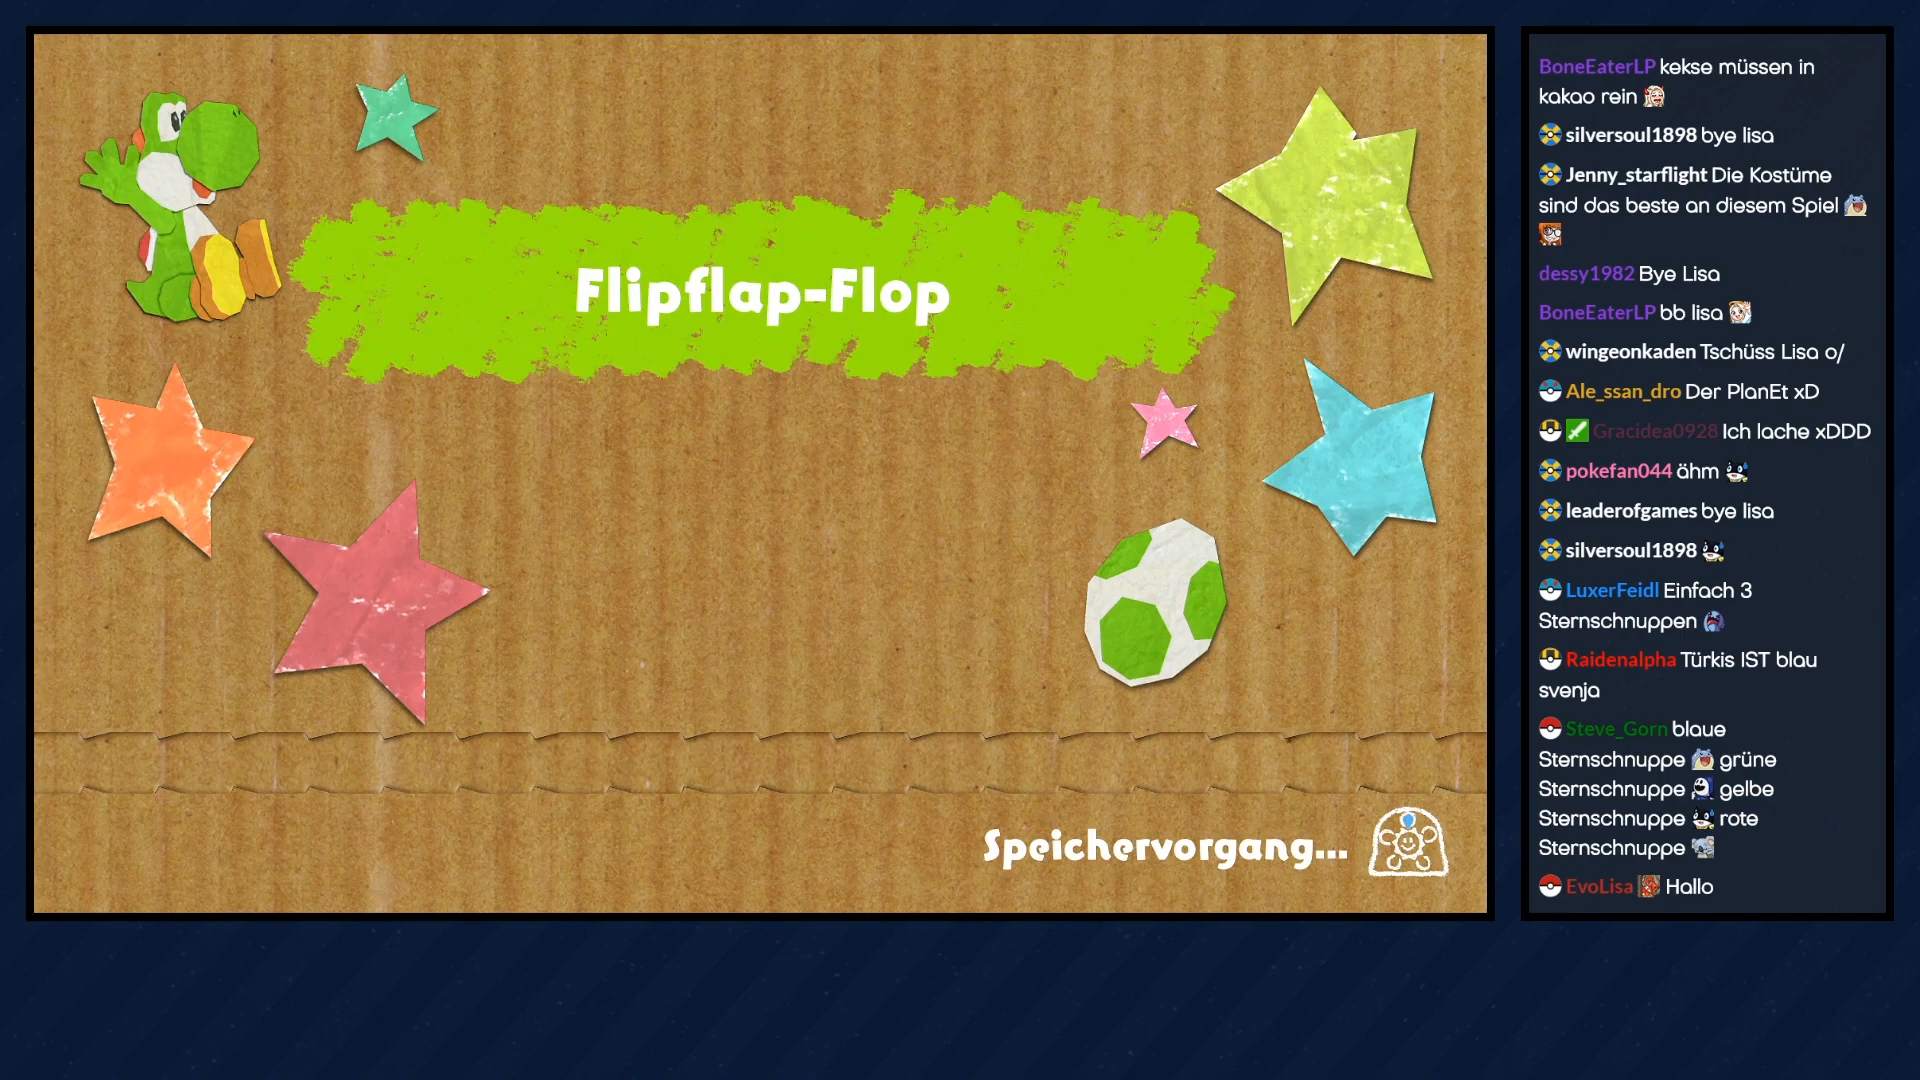 Flipflap-Flop
Speichervorgang...
BoneEaterLP kekse müssen in
kakao rein
silversoul1898 bye lisa
Jenny_starflight Die Kostüme
sind das beste an diesem Spiel
dessy1982 Bye Lisa
BoneEaterLP bb lisa
wingeonkaden Tschüss Lisa o/
Ale_ssan_dro Der PlanEt xD
Gracidea0928 Ich lache xDDD
pokefan044 ähm
leaderofgames bye lisa
silversoul1898
LuxerFeidl Einfach 3
Sternschnuppen
Raidenalpha Türkis IST blau
svenja
Steve_Gorn blaue
Sternschnuppe grüne
Sternschnuppe gelbe
Sternschnuppe rote
Sternschnuppe
EvoLisa Hallo